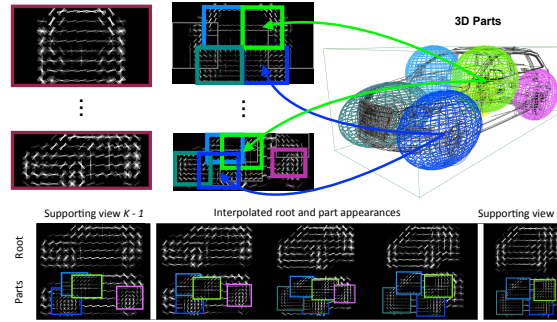 3D Parts
Supporting view K - 1
Interpolated root and part appearances
Supporting view
Root
Parts